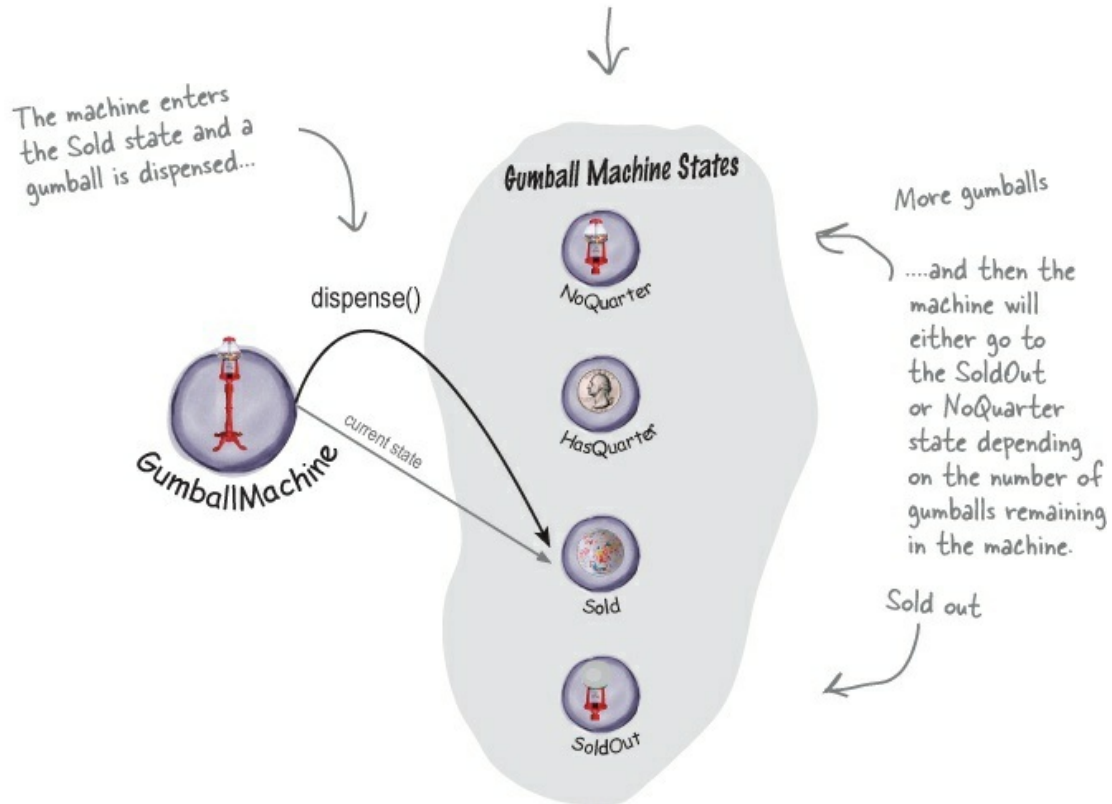 The machine enters
the Sold state and a
gumball is dispensed...
Gumball Machine States
More gumballs
NoQuarter
....and then the
machine will
either go to
the SoldOut
or NoQuarter
state depending
on the number of
gumballs remaining
in the machine.
dispense()
HasQuarter
current state
GumballMachine
Sold
Sold out
SoldOut